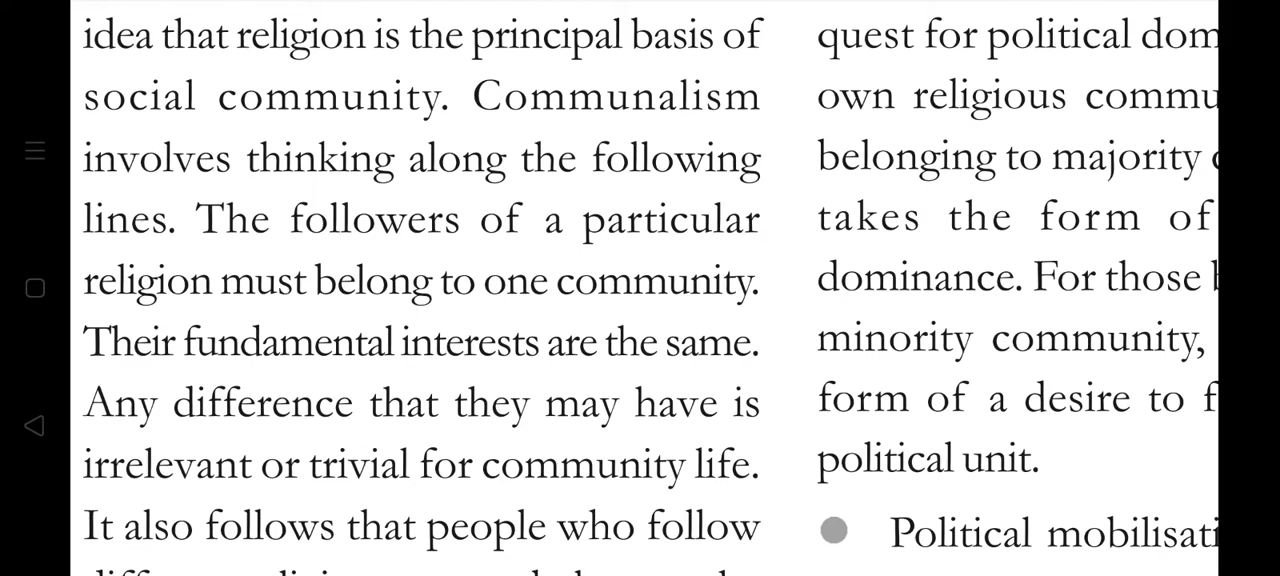 idea that religion is the principal basis of
social community. Communalism
involves thinking along the following
lines. The followers of a particular
religion must belong to one community.
Their fundamental interests are the same.
Any difference that they may have is
irrelevant or trivial for community life.
It also follows that people who follow
quest for political
own religious
belonging to majority
takes the form of
dominance. For those
minority community,
form of a desire to
political unit.
Political